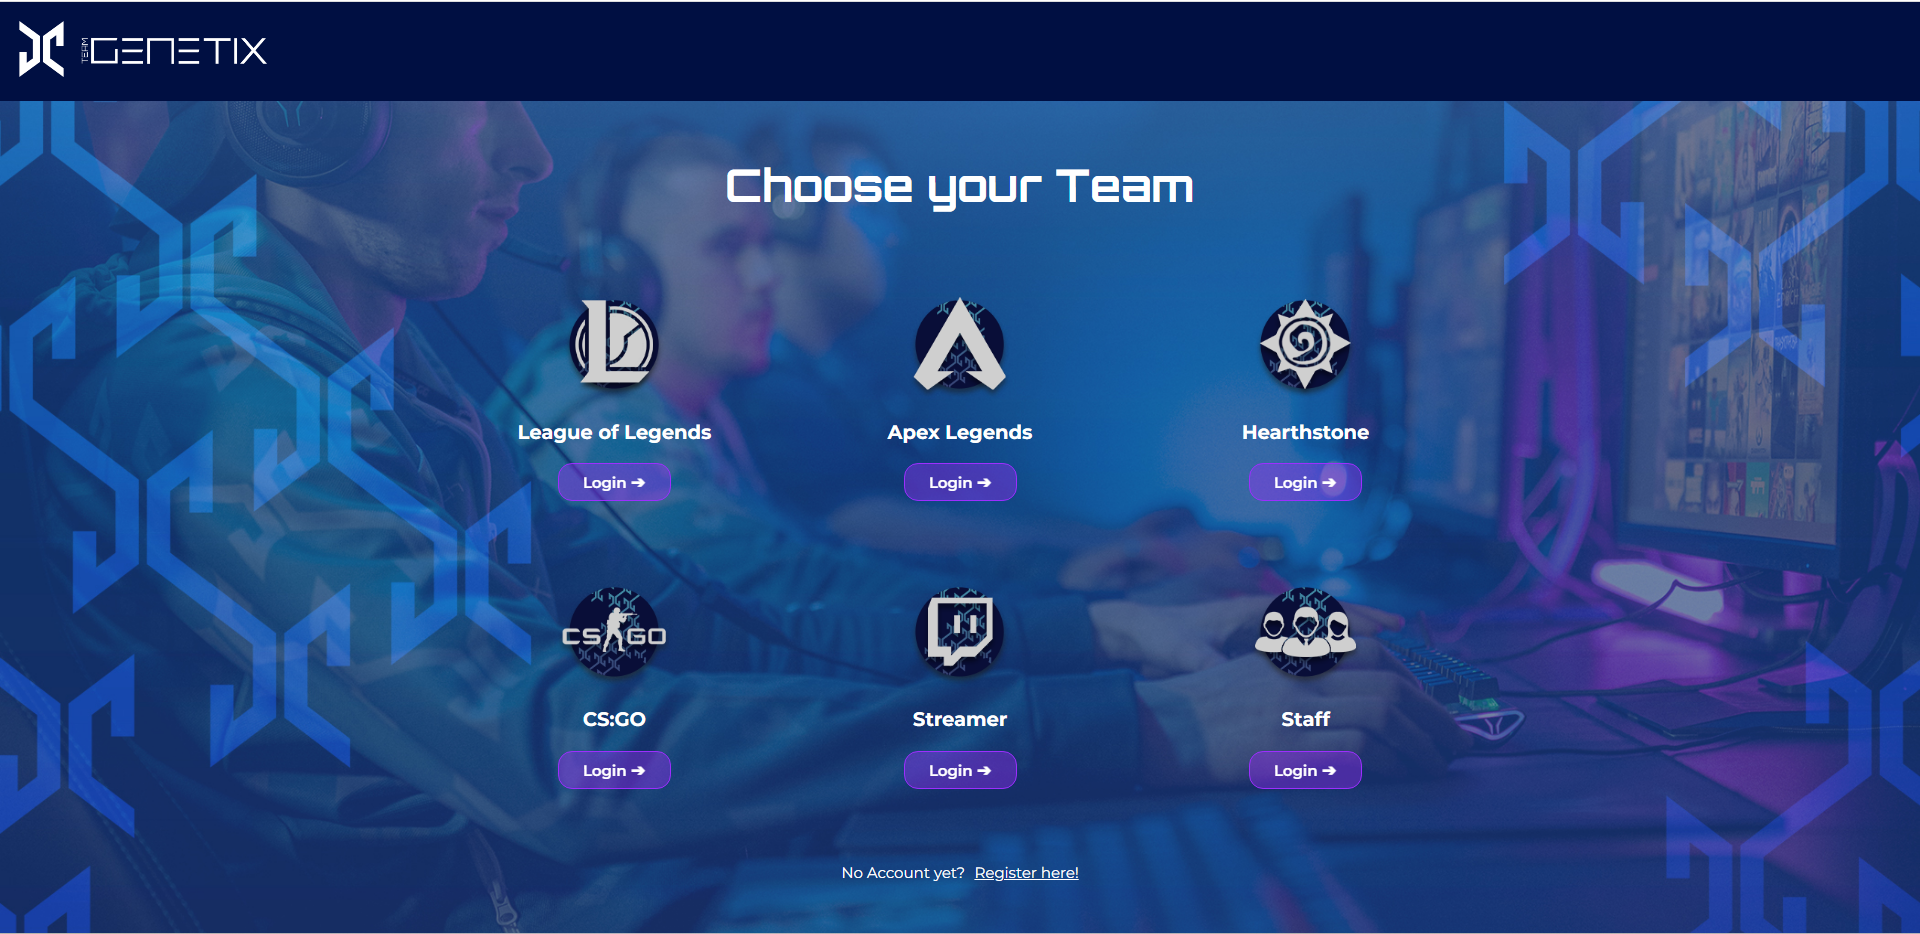 TEAM GENETIX
Choose your Team
League of Legends
Apex Legends
Hearthstone
Login ➔
Login ➔
Login ➔
CS GO
CS:GO
Streamer
Staff
Login ➔
Login ➔
Login ➔
No Account yet? Register here!